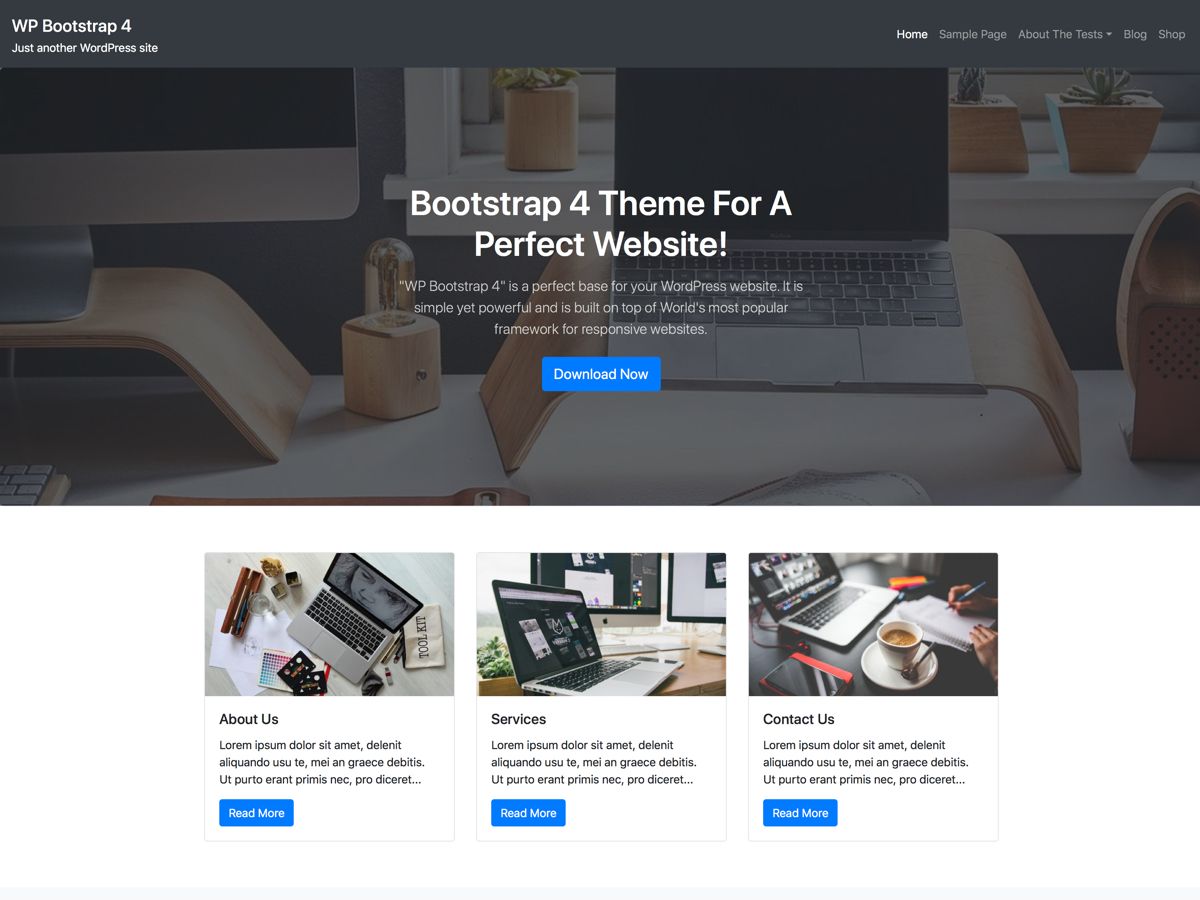 WP Bootstrap 4
Just another WordPress site
Home Sample Page About The Tests Blog Shop
Bootstrap 4 Theme For A
Perfect Website!
"WP Bootstrap 4" is a perfect base for your WordPress website. It is
simple yet powerful and is built on top of World's most popular
framework for responsive websites.
Download Now
TOOL KIT
About Us
Lorem ipsum dolor sit amet, delenit
aliquando usu te, mei an graece debitis.
Ut purto erant primis nec, pro diceret...
Read More
Services
Lorem ipsum dolor sit amet, delenit
aliquando usu te, mei an graece debitis.
Ut purto erant primis nec, pro diceret...
Read More
Contact Us
Lorem ipsum dolor sit amet, delenit
aliquando usu te, mei an graece debitis.
Ut purto erant primis nec, pro diceret...
Read More